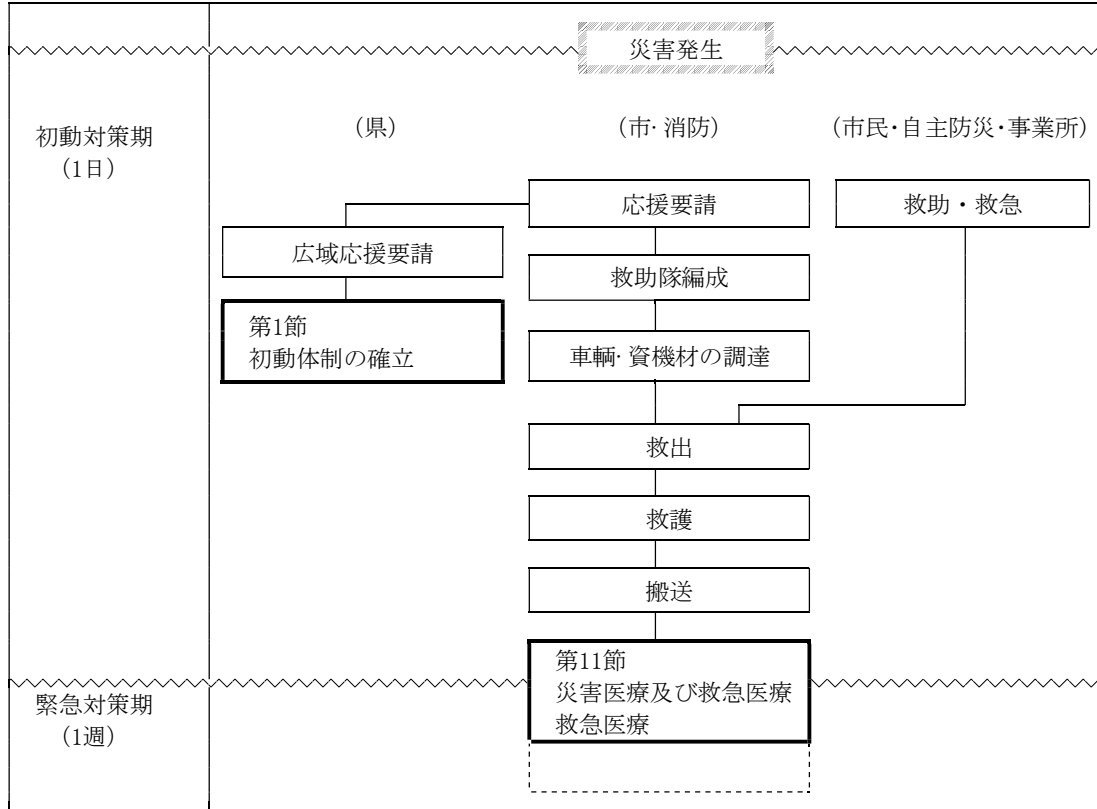 災害発生
初動対策期
（1日）
（県）
（市・消防）
（市民・自主防災・事業所）
応援要請
救助・救急
広域応援要請
救助隊編成
第1節
初動体制の確立
車輌・資機材の調達
救出
救護
搬送
第11節
災害医療及び救急医療
救急医療
緊急対策期
（1週）